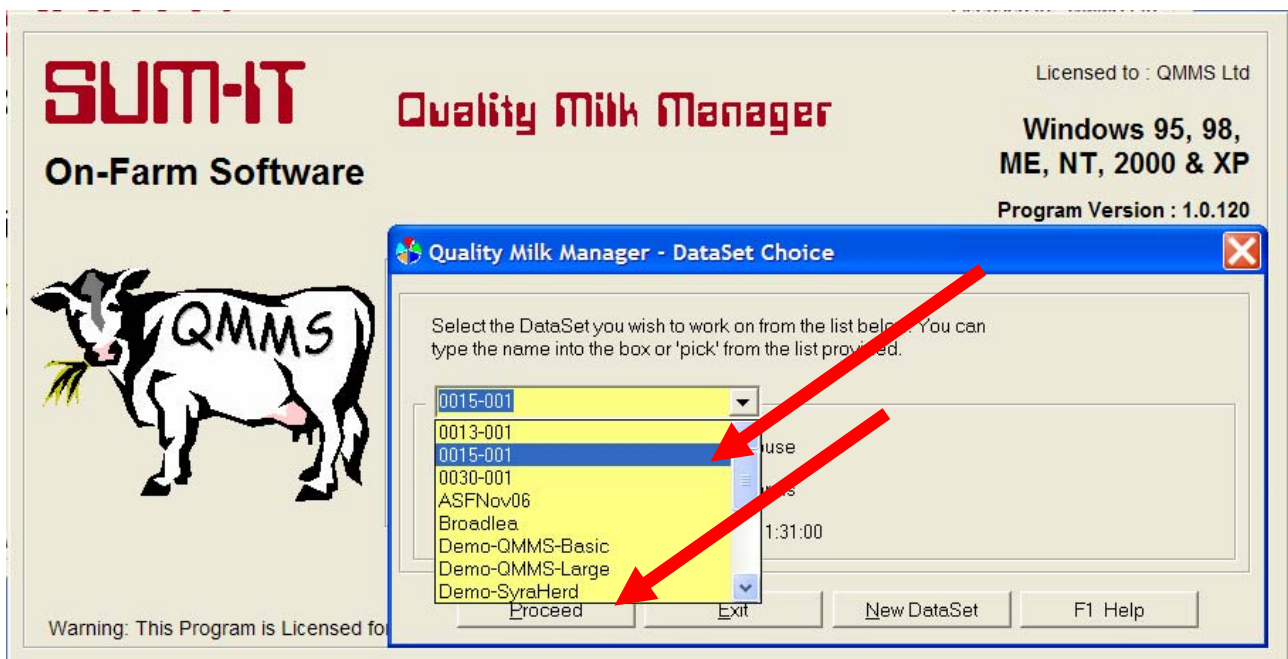 SUM-IT
On-Farm Software
Quality Milk Manager
Licensed to : QMMS Ltd
Windows 95, 98,
ME, NT, 2000 & XP
Program Version : 1.0.120
QMMS
Quality Milk Manager - DataSet Choice
Select the DataSet you wish to work on from the list below. You can
type the name into the box or 'pick' from the list provided.
0015-001
0013-001
0015-001
0030-001
ASFNov06
Broadlea
Demo-QMMS-Basic
Demo-QMMS-Large
Demo-SyraHerd
1:31:00
Proceed
Exit
New DataSet
F1 Help
Warning: This Program is Licensed for